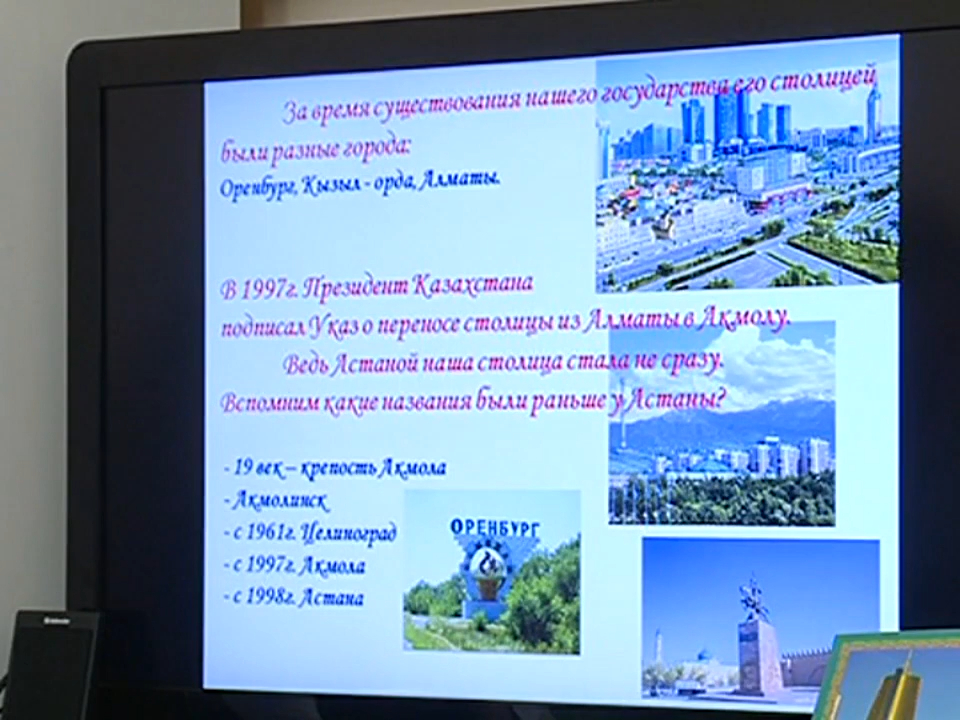 За время существования нашего государства его столицей
были разные города:
Оренбург, Кызыл - орда, Алматы.
В 1997г. Президент Казахстана
подписал Указ о переносе столицы из Алматы в Акмолу.
Ведь Астаной наша столица стала не сразу.
Вспомним какие названия были раньше у Астаны?
- 19 век – крепость Акмола
- Акмолинск
- с 1961г. Целиноград
- с 1997г. Акмола
- с 1998г. Астана
ОРЕНБУРГ